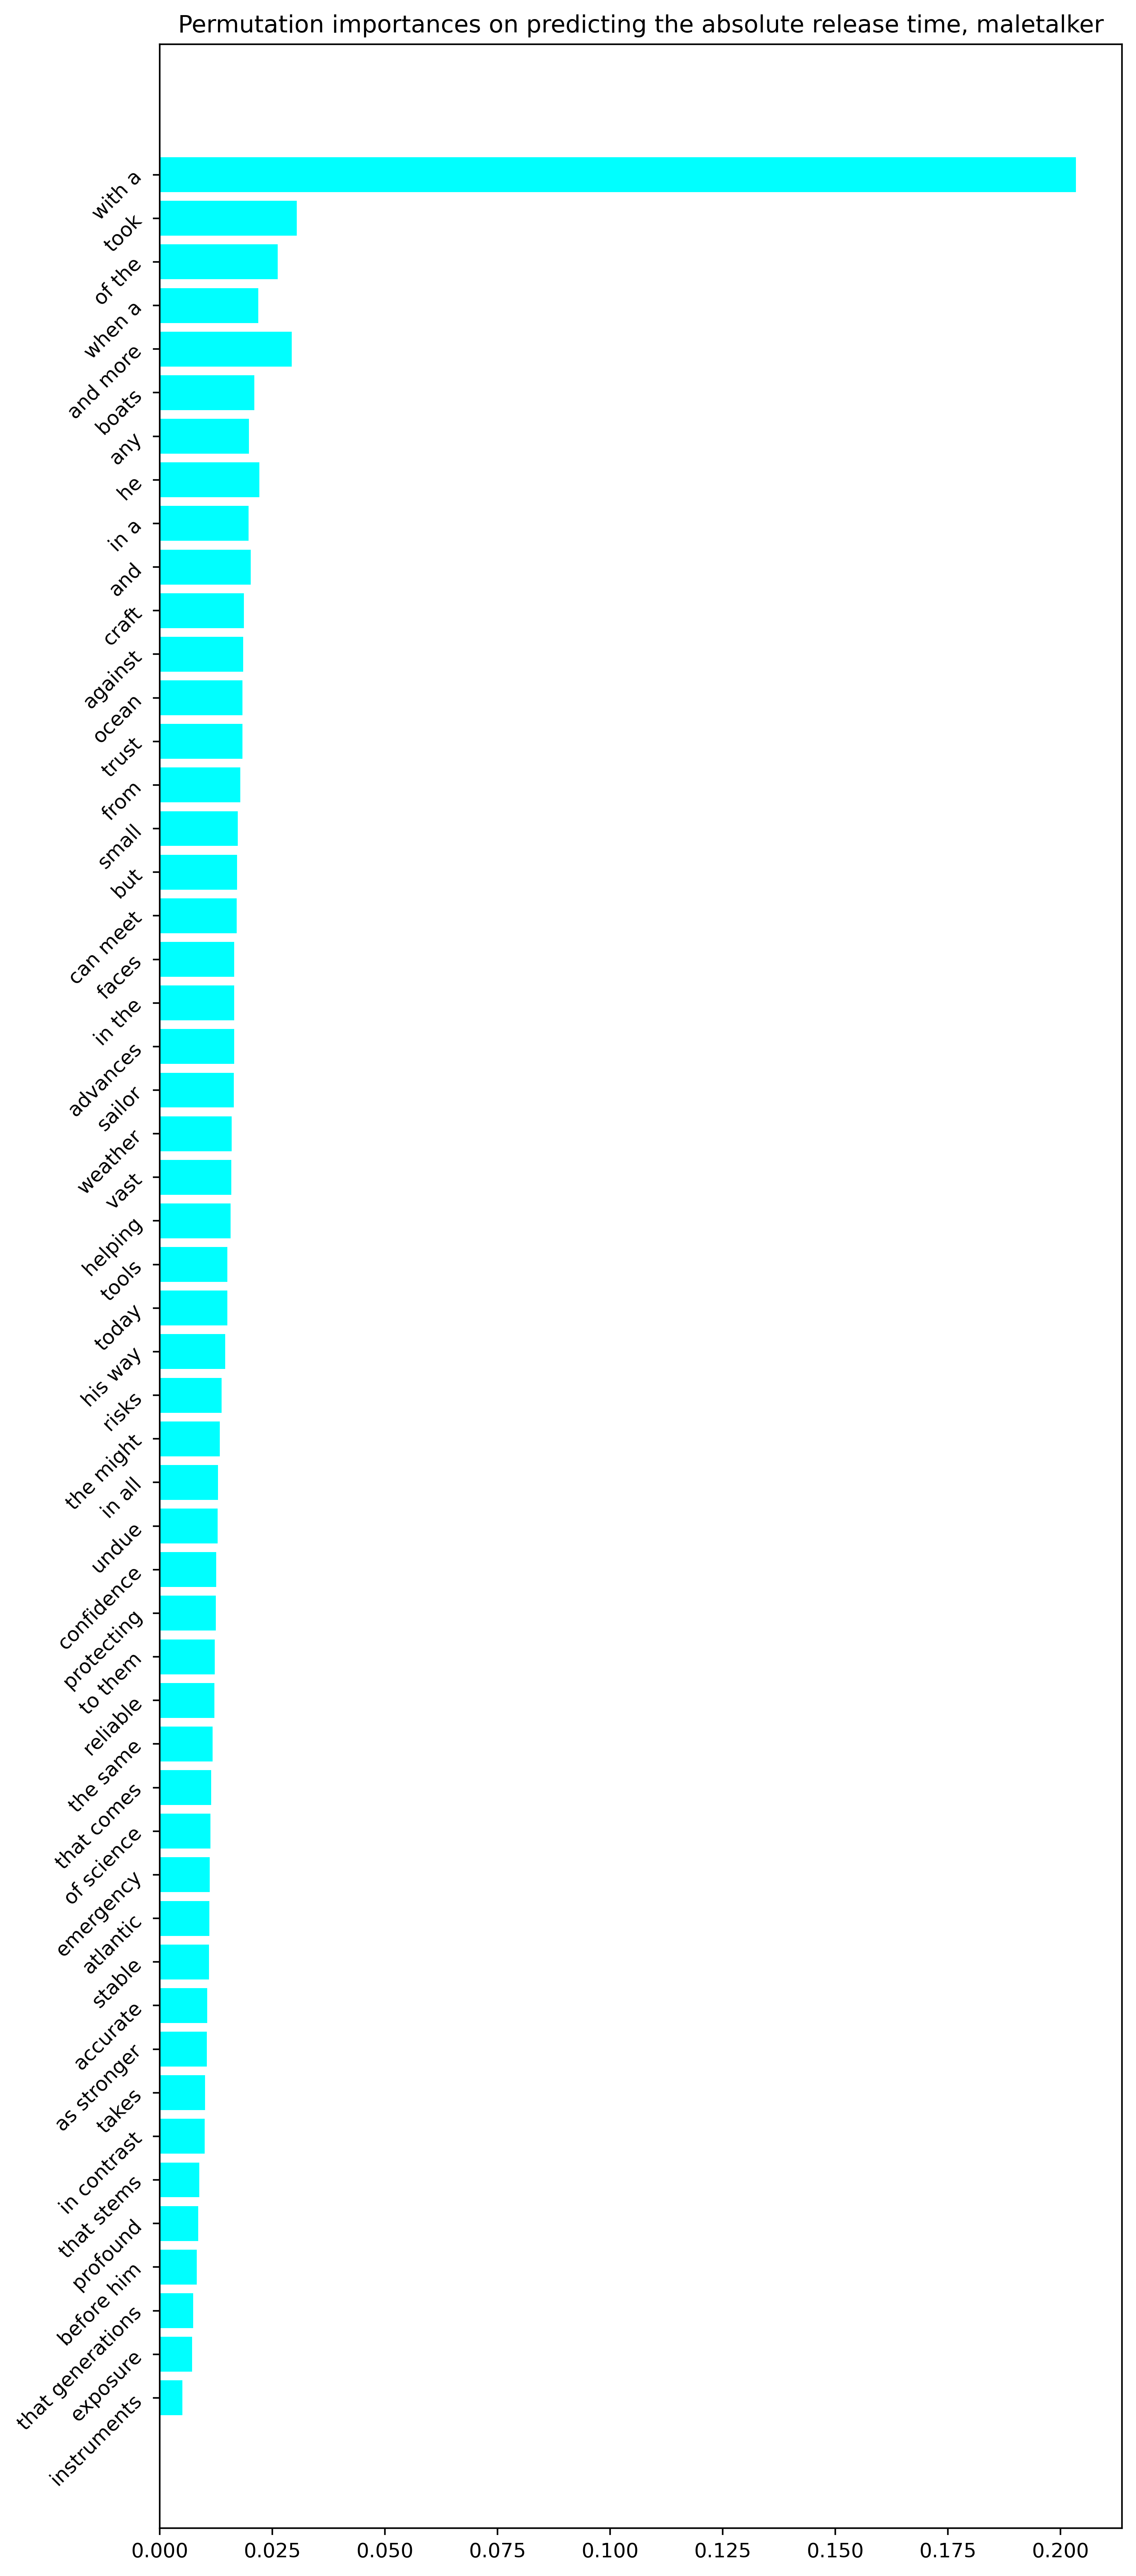 Permutation importances on predicting the absolute release time, maletalker
with a
took
of the
when a
and more
boats
any
he
in a
and
craft
against
ocean
trust
from
small
but
can meet
faces
in the
advances
sailor
weather
vast
helping
tools
today
his way
risks
the might
in all
undue
confidence
protecting
to them
reliable
the same
that comes
of science
emergency
atlantic
stable
accurate
as stronger
takes
in contrast
that stems
profound
before him
that generations
exposure
instruments
0.000 0.025 0.050 0.075 0.100 0.125 0.150 0.175 0.200